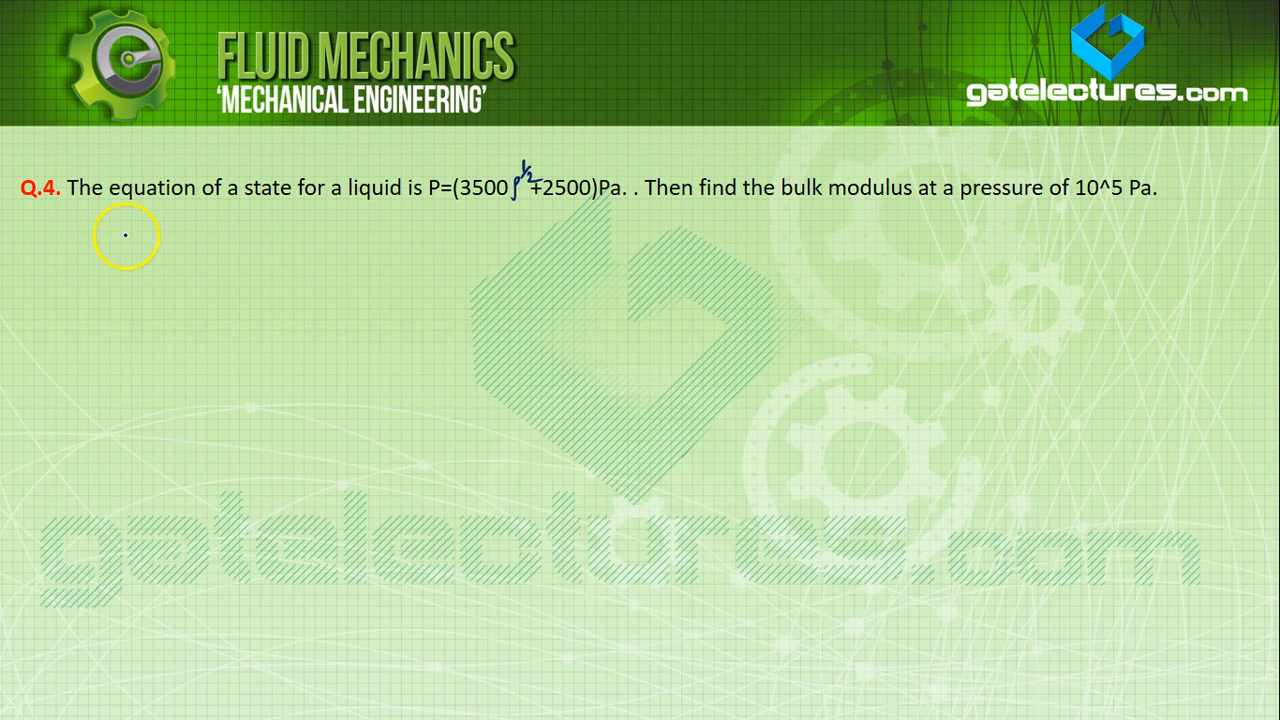 FLUID MECHANICS
'MECHANICAL ENGINEERING'
gatelectures.com
Q.4. The equation of a state for a liquid is P=(3500ρ^1/2+2500)Pa. . Then find the bulk modulus at a pressure of 10^5 Pa.
gatelectures.com